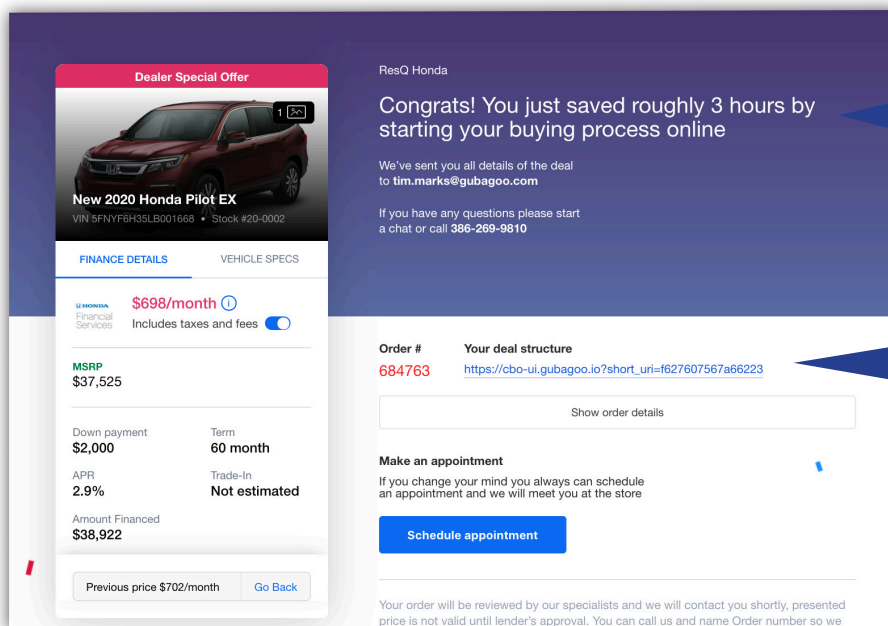 Dealer Special Offer
1
New 2020 Honda Pilot EX
VIN 5FNYF6H35LB001668 • Stock #20-0002
FINANCE DETAILS VEHICLE SPECS
HONDA
Financial
Services
$698/month i
Includes taxes and fees
MSRP
$37,525
Down payment Term
$2,000 60 month
APR Trade-In
2.9% Not estimated
Amount Financed
$38,922
Previous price $702/month Go Back
ResQ Honda
Congrats! You just saved roughly 3 hours by
starting your buying process online
We've sent you all details of the deal
to tim.marks@gubagoo.com
If you have any questions please start
a chat or call 386-269-9810
Order # Your deal structure
684763 https://cbo-ui.gubagoo.io?short_uri=f627607567a66223
Show order details
Make an appointment
If you change your mind you always can schedule
an appointment and we will meet you at the store
Schedule appointment
Your order will be reviewed by our specialists and we will contact you shortly, presented
price is not valid until lender's approval. You can call us and name Order number so we